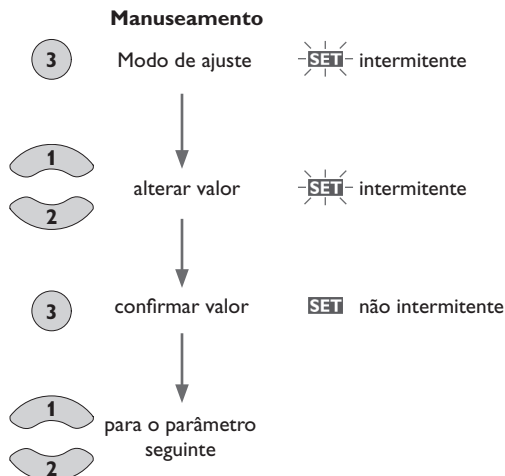 Manuseamento
3 Modo de ajuste SET intermitente
1
alterar valor SET intermitente
2
3 confirmar valor SET não intermitente
1
para o parâmetro
seguinte
2